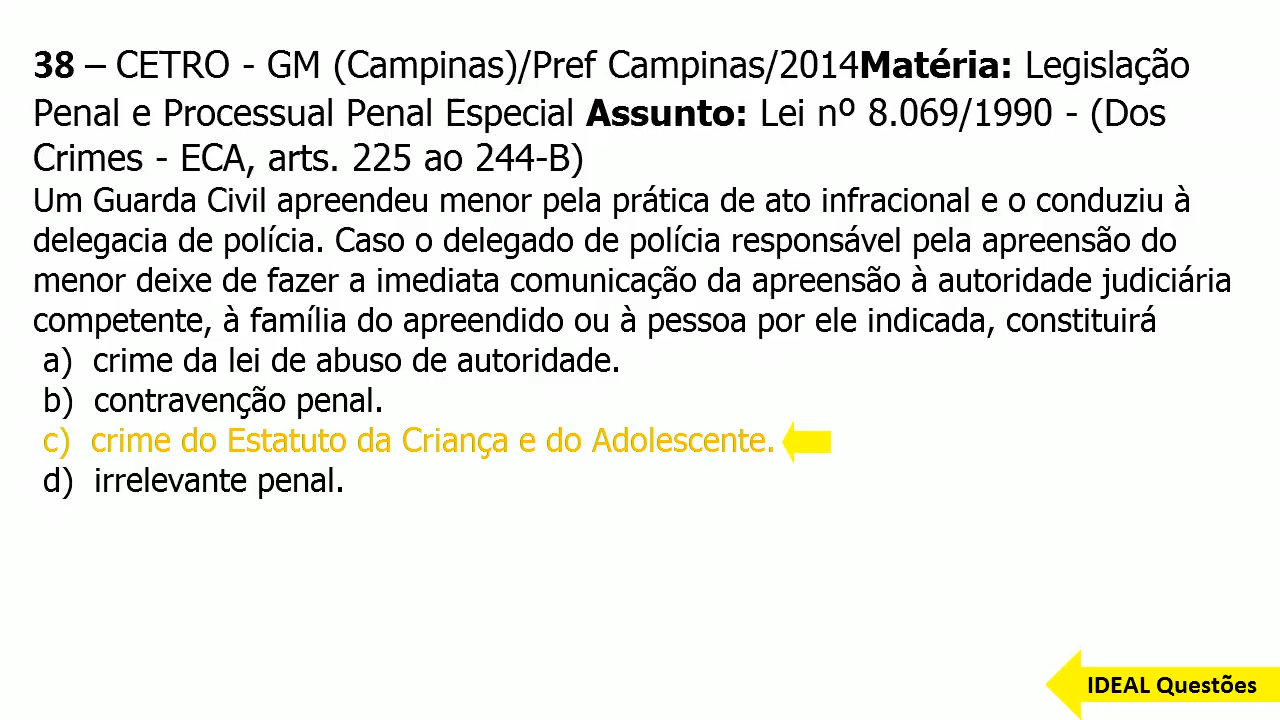 38 – CETRO - GM (Campinas)/Pref Campinas/2014Matéria: Legislação
Penal e Processual Penal Especial Assunto: Lei nº 8.069/1990 - (Dos
Crimes - ECA, arts. 225 ao 244-B)
Um Guarda Civil apreendeu menor pela prática de ato infracional e o conduziu à
delegacia de polícia. Caso o delegado de polícia responsável pela apreensão do
menor deixe de fazer a imediata comunicação da apreensão à autoridade judiciária
competente, à família do apreendido ou à pessoa por ele indicada, constituirá
a) crime da lei de abuso de autoridade.
b) contravenção penal.
c) crime do Estatuto da Criança e do Adolescente.
d) irrelevante penal.
IDEAL Questões